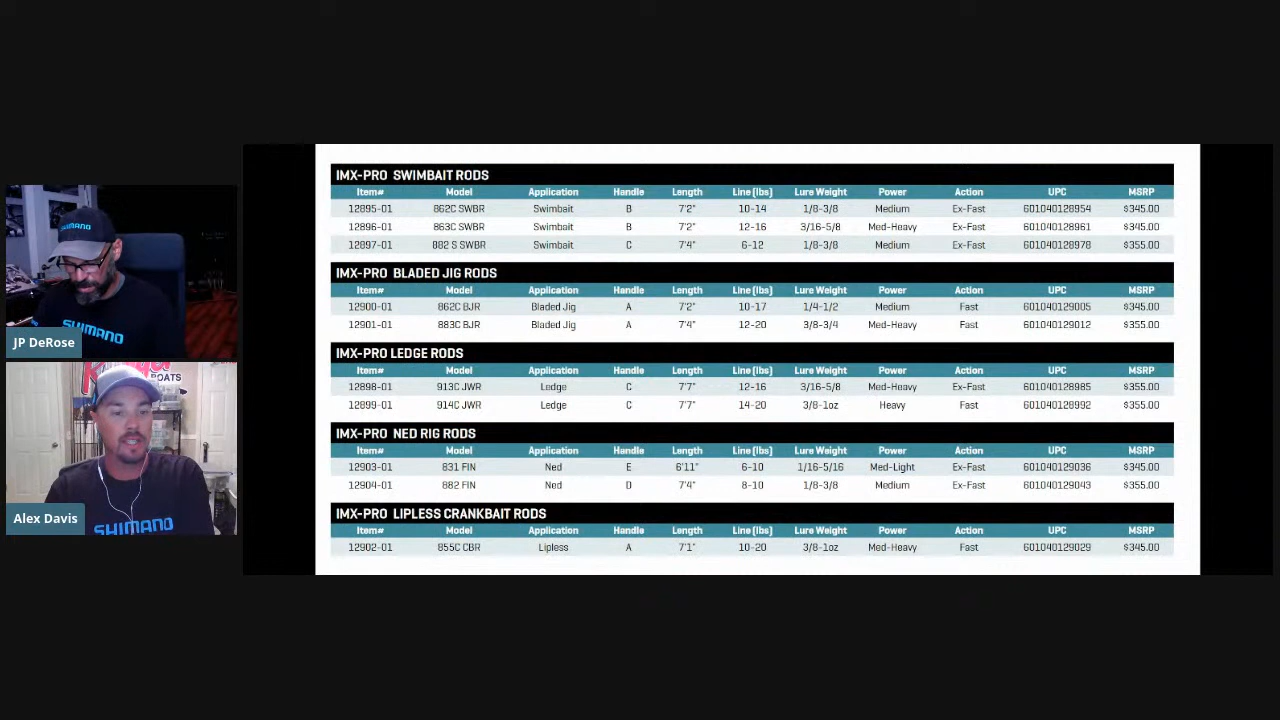 SHIMANO
SHIMANO
JP DeRose
BOATS
SHIMANO
Alex Davis
IMX-PRO SWIMBAIT RODS
Item# Model Application Handle Length Line (lbs) Lure Weight Power Action UPC MSRP
12895-01 862C SWBR Swimbait B 7'2" 10-14 1/8-3/8 Medium Ex-Fast 601040128954 $345.00
12896-01 863C SWBR Swimbait B 7'2" 12-16 3/16-5/8 Med-Heavy Ex-Fast 601040128961 $345.00
12897-01 882 S SWBR Swimbait C 7'4" 6-12 1/8-3/8 Medium Ex-Fast 601040128978 $355.00
IMX-PRO BLADED JIG RODS
Item# Model Application Handle Length Line (lbs) Lure Weight Power Action UPC MSRP
12900-01 862C BJR Bladed Jig A 7'2" 10-17 1/4-1/2 Medium Fast 601040129005 $345.00
12901-01 883C BJR Bladed Jig A 7'4" 12-20 3/8-3/4 Med-Heavy Fast 601040129012 $355.00
IMX-PRO LEDGE RODS
Item# Model Application Handle Length Line (lbs) Lure Weight Power Action UPC MSRP
12898-01 913C JWR Ledge C 7'7" 12-16 3/16-5/8 Med-Heavy Ex-Fast 601040128985 $355.00
12899-01 914C JWR Ledge C 7'7" 14-20 3/8-1oz Heavy Fast 601040128992 $355.00
IMX-PRO NED RIG RODS
Item# Model Application Handle Length Line (lbs) Lure Weight Power Action UPC MSRP
12903-01 831 FIN Ned E 6'11" 6-10 1/16-5/16 Med-Light Ex-Fast 601040129036 $345.00
12904-01 882 FIN Ned D 7'4" 8-10 1/8-3/8 Medium Ex-Fast 601040129043 $355.00
IMX-PRO LIPLESS CRANKBAIT RODS
Item# Model Application Handle Length Line (lbs) Lure Weight Power Action UPC MSRP
12902-01 855C CBR Lipless A 7'1" 10-20 3/8-1oz Med-Heavy Fast 601040129029 $345.00